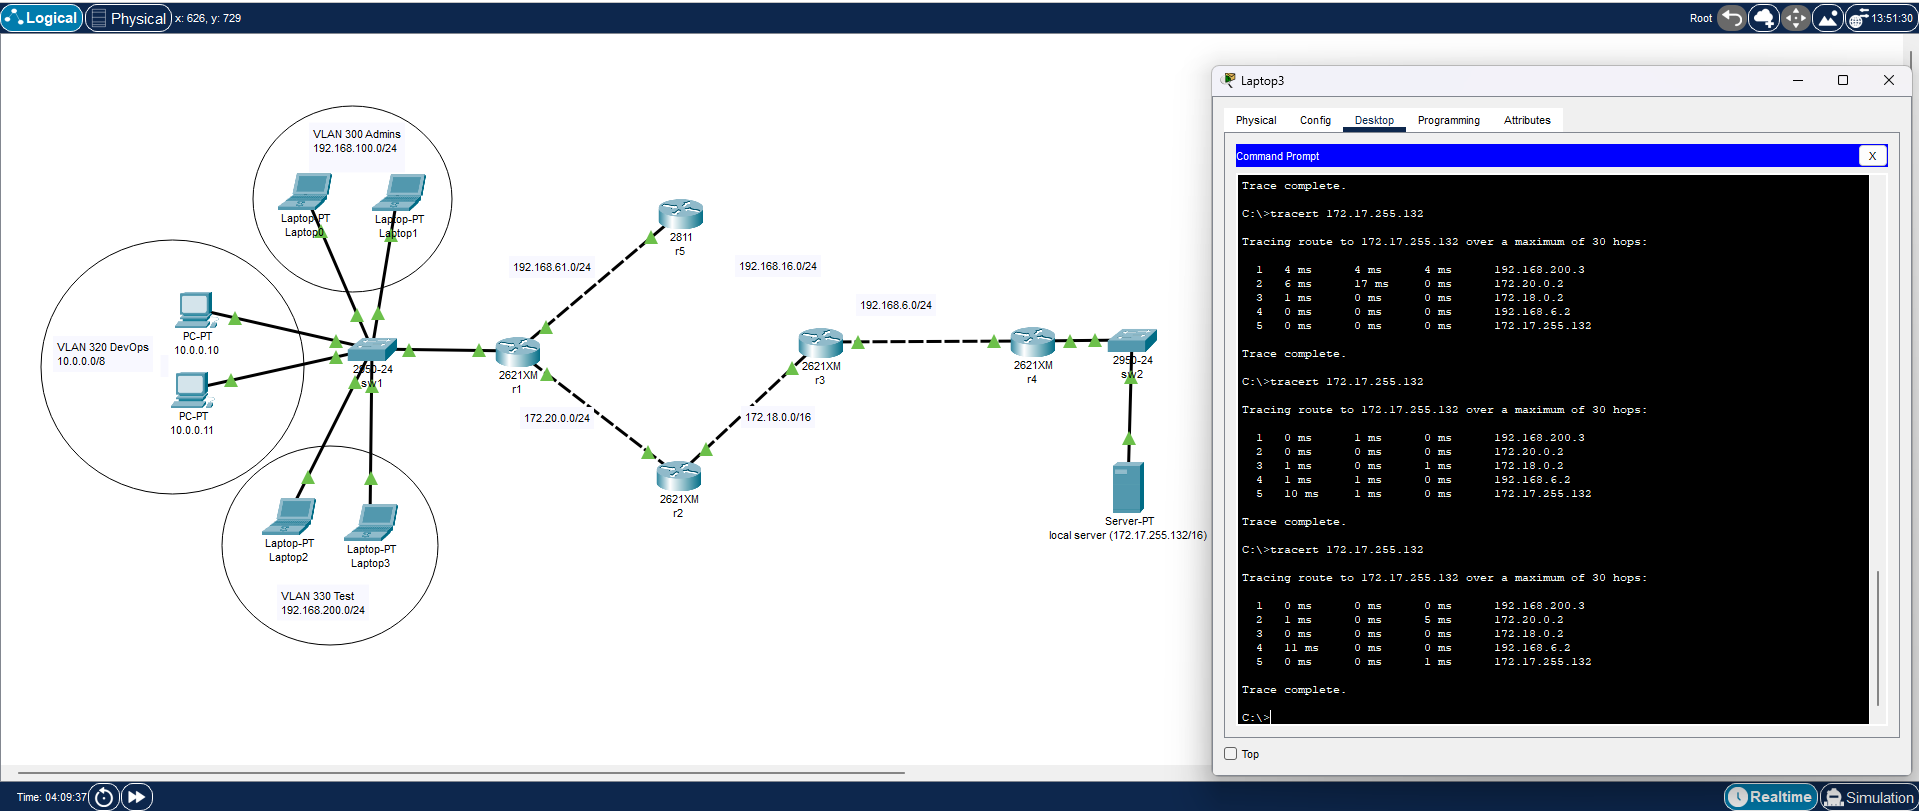 Logical
Physical
x: 626, y: 729
Root
13:51:30
VLAN 300 Admins
192.168.100.0/24
Laptop-PT
Laptop0
Laptop-PT
Laptop1
VLAN 320 DevOps
10.0.0.0/8
PC-PT
10.0.0.10
PC-PT
10.0.0.11
2950-24
sw1
Laptop-PT
Laptop2
Laptop-PT
Laptop3
VLAN 330 Test
192.168.200.0/24
2621XM
r1
192.168.61.0/24
2811
r5
192.168.16.0/24
172.20.0.0/24
2621XM
r2
172.18.0.0/16
2621XM
r3
192.168.6.0/24
2621XM
r4
2950-24
sw2
Server-PT
local server (172.17.255.132/16)
Laptop3
Physical Config Desktop Programming Attributes
Command Prompt
X
Trace complete.
C:\>tracert 172.17.255.132
Tracing route to 172.17.255.132 over a maximum of 30 hops:
1 4 ms 4 ms 4 ms 192.168.200.3
2 6 ms 17 ms 0 ms 172.20.0.2
3 1 ms 0 ms 0 ms 172.18.0.2
4 0 ms 0 ms 0 ms 192.168.6.2
5 0 ms 0 ms 0 ms 172.17.255.132
Trace complete.
C:\>tracert 172.17.255.132
Tracing route to 172.17.255.132 over a maximum of 30 hops:
1 0 ms 1 ms 0 ms 192.168.200.3
2 0 ms 0 ms 0 ms 172.20.0.2
3 1 ms 0 ms 1 ms 172.18.0.2
4 1 ms 1 ms 0 ms 192.168.6.2
5 10 ms 1 ms 0 ms 172.17.255.132
Trace complete.
C:\>tracert 172.17.255.132
Tracing route to 172.17.255.132 over a maximum of 30 hops:
1 0 ms 0 ms 0 ms 192.168.200.3
2 1 ms 0 ms 5 ms 172.20.0.2
3 0 ms 0 ms 0 ms 172.18.0.2
4 11 ms 0 ms 0 ms 192.168.6.2
5 0 ms 0 ms 1 ms 172.17.255.132
Trace complete.
C:\>
Top
Time: 04:09:37
Realtime
Simulation